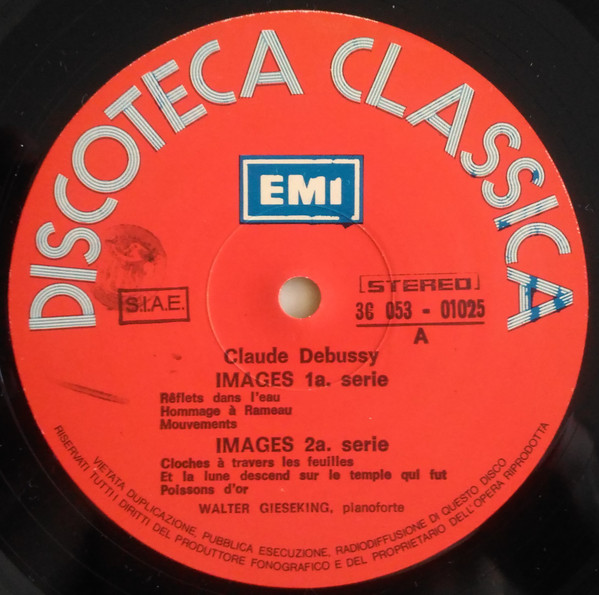 DISCOTECA CLASSICA
EMI
S.I.A.E.
STEREO
3C 053 - 01025
A
Claude Debussy
IMAGES 1a. serie
Rêflets dans l'eau
Hommage à Rameau
Mouvements
IMAGES 2a. serie
Cloches à travers les feuilles
Et la lune descend sur le temple qui fut
Poissons d'or
WALTER GIESEKING, pianoforte
VIETATA DUPLICAZIONE, PUBBLICA ESECUZIONE, RADIODIFFUSIONE DI QUESTO DISCO
RISERVATI TUTTI I DIRITTI DEL PRODUTTORE FONOGRAFICO E DEL PROPRIETARIO DELL'OPERA RIPRODOTTA